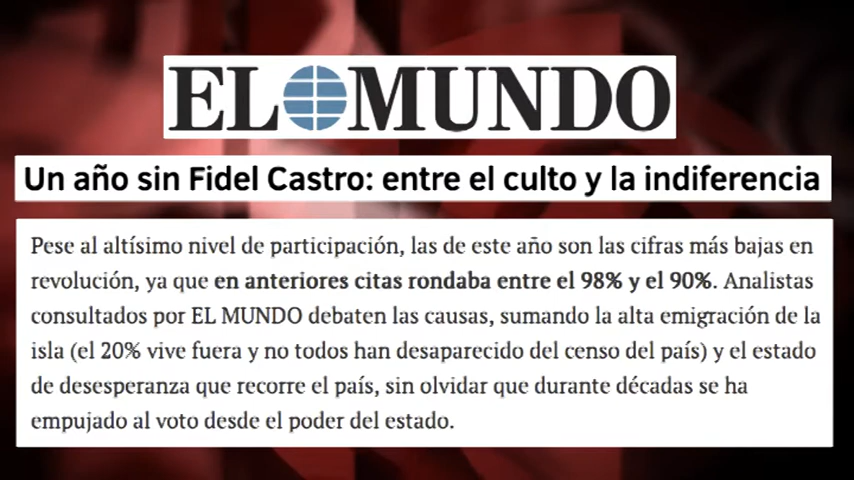 EL MUNDO
Un año sin Fidel Castro: entre el culto y la indiferencia
Pese al altísimo nivel de participación, las de este año son las cifras más bajas en
revolución, ya que en anteriores citas rondaba entre el 98% y el 90%. Analistas
consultados por EL MUNDO debaten las causas, sumando la alta emigración de la
isla (el 20% vive fuera y no todos han desaparecido del censo del país) y el estado
de desesperanza que recorre el país, sin olvidar que durante décadas se ha
empujado al voto desde el poder del estado.